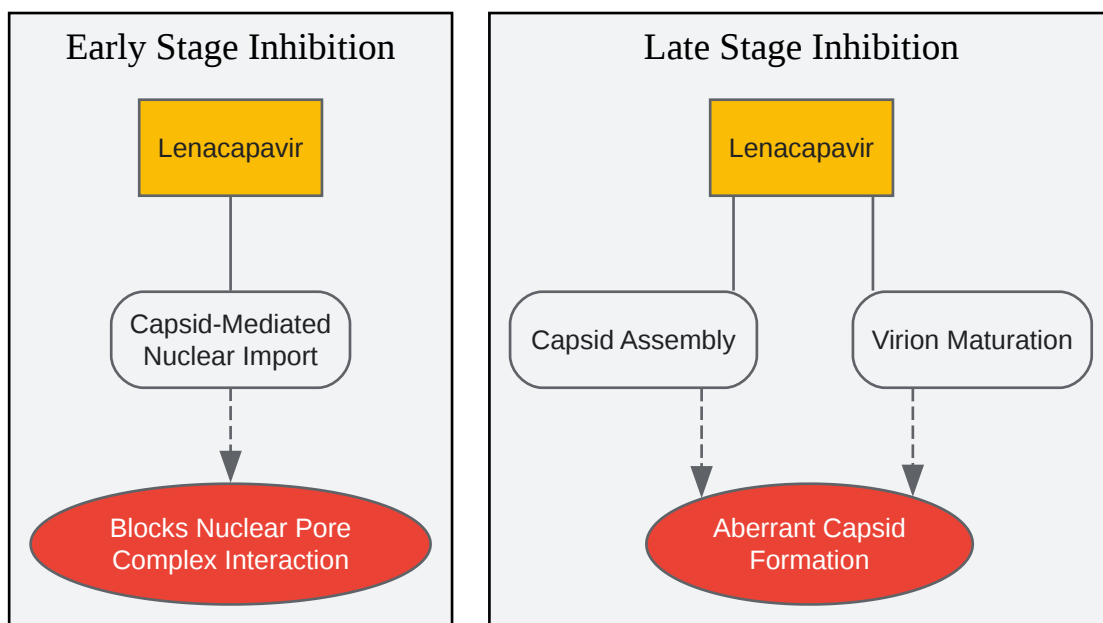 Early Stage Inhibition
Lenacapavir
Capsid-Mediated
Nuclear Import
Blocks Nuclear Pore
Complex Interaction
Late Stage Inhibition
Lenacapavir
Capsid Assembly
Virion Maturation
Aberrant Capsid
Formation